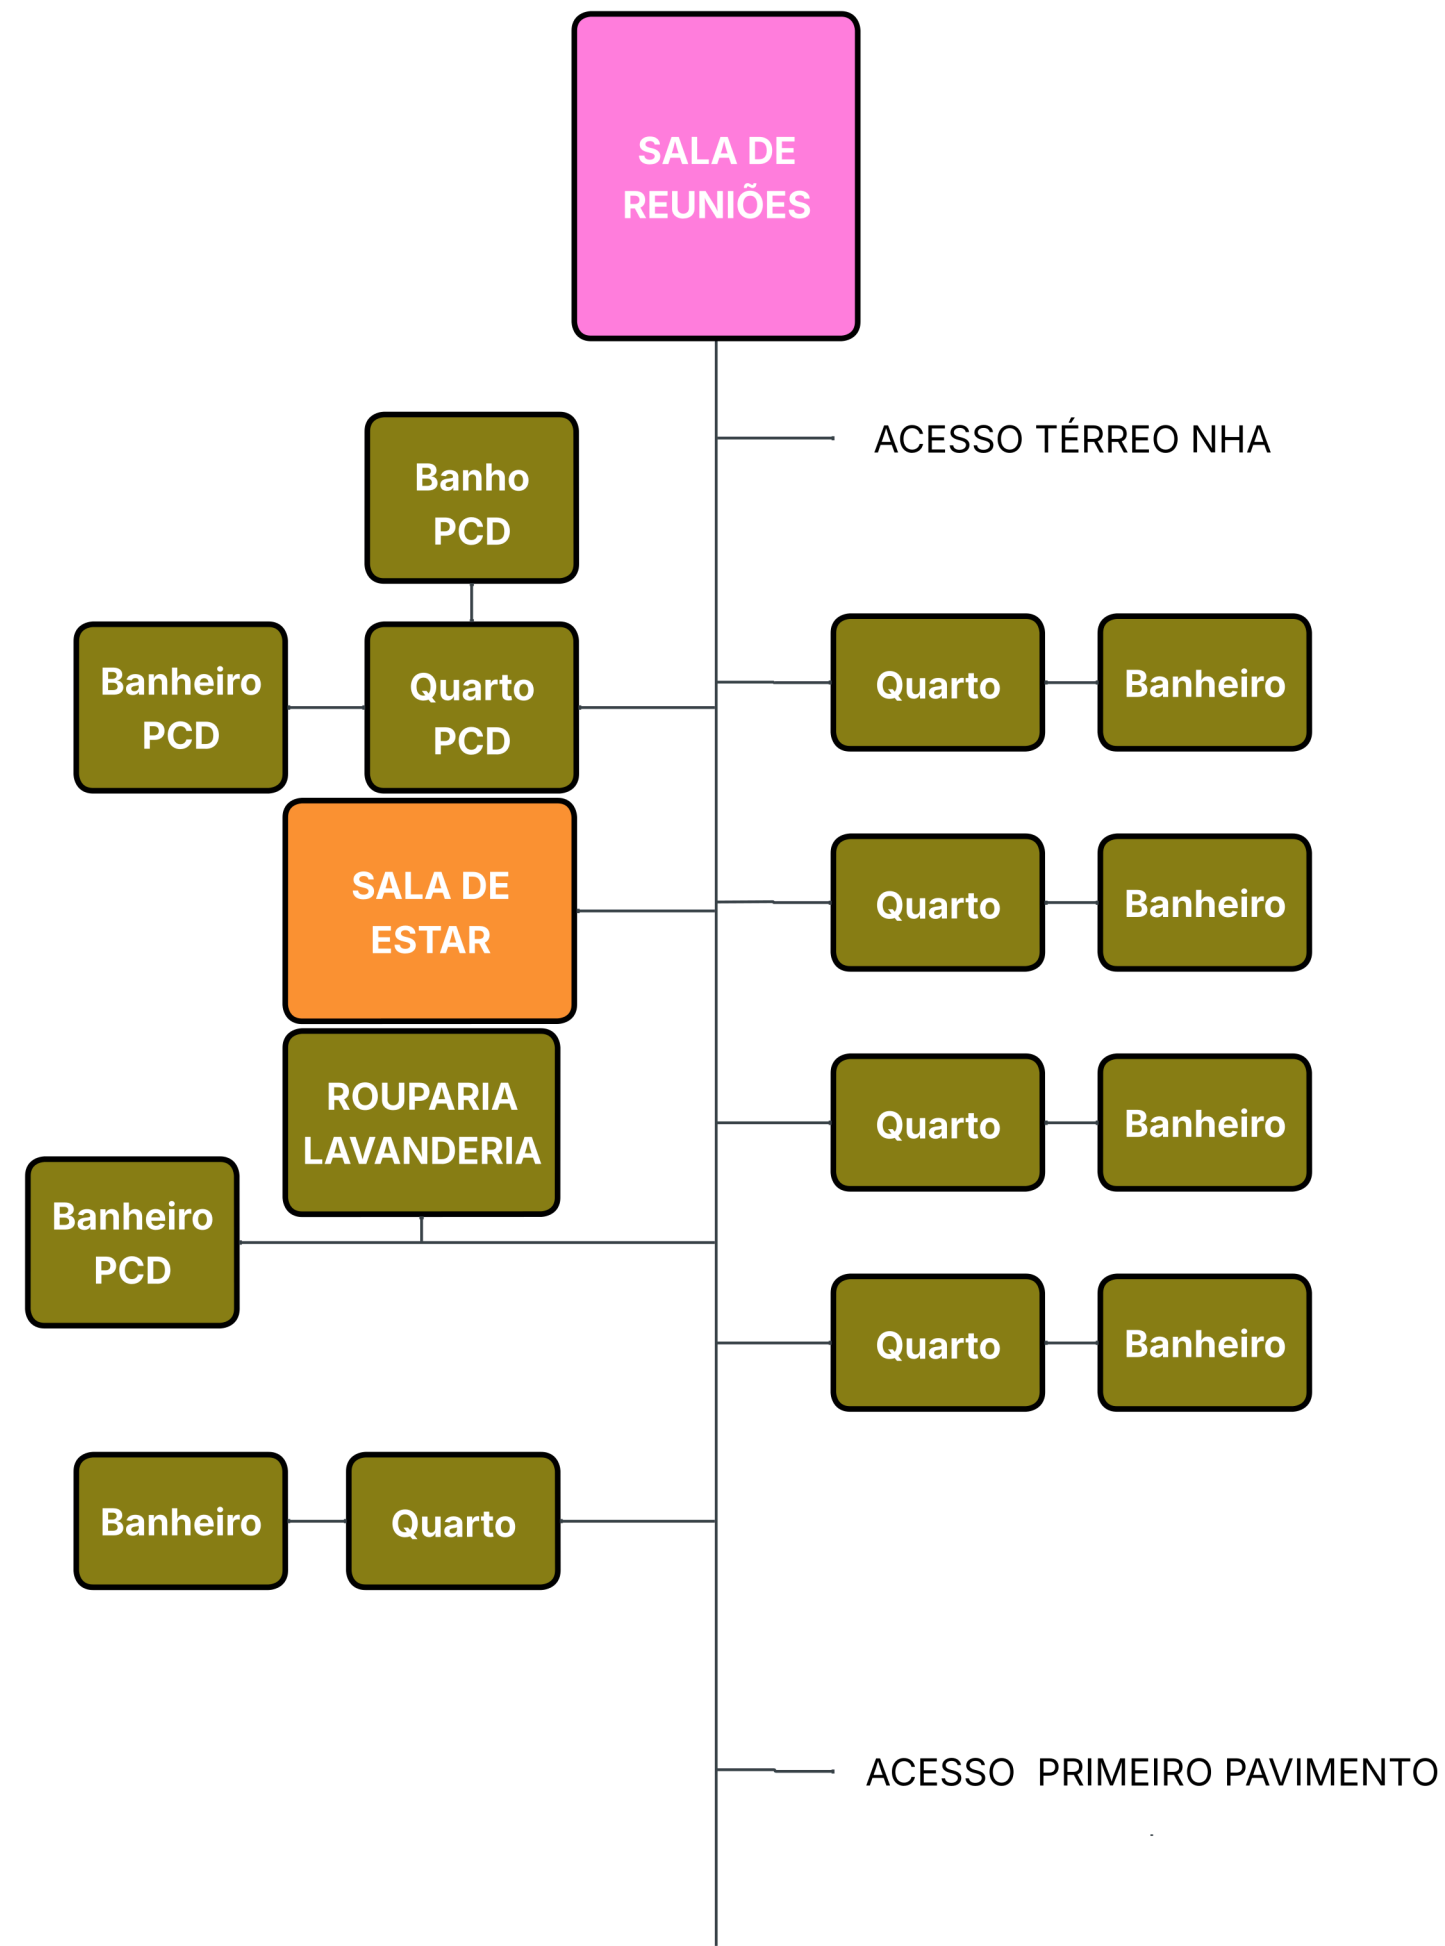 SALA DE
REUNIÕES
ACESSO TÉRREO NHA
Banho
PCD
Banheiro
PCD
Quarto
PCD
Quarto
Banheiro
SALA DE
ESTAR
Quarto
Banheiro
ROUPARIA
LAVANDERIA
Quarto
Banheiro
Banheiro
PCD
Quarto
Banheiro
Banheiro
Quarto
ACESSO  PRIMEIRO PAVIMENTO